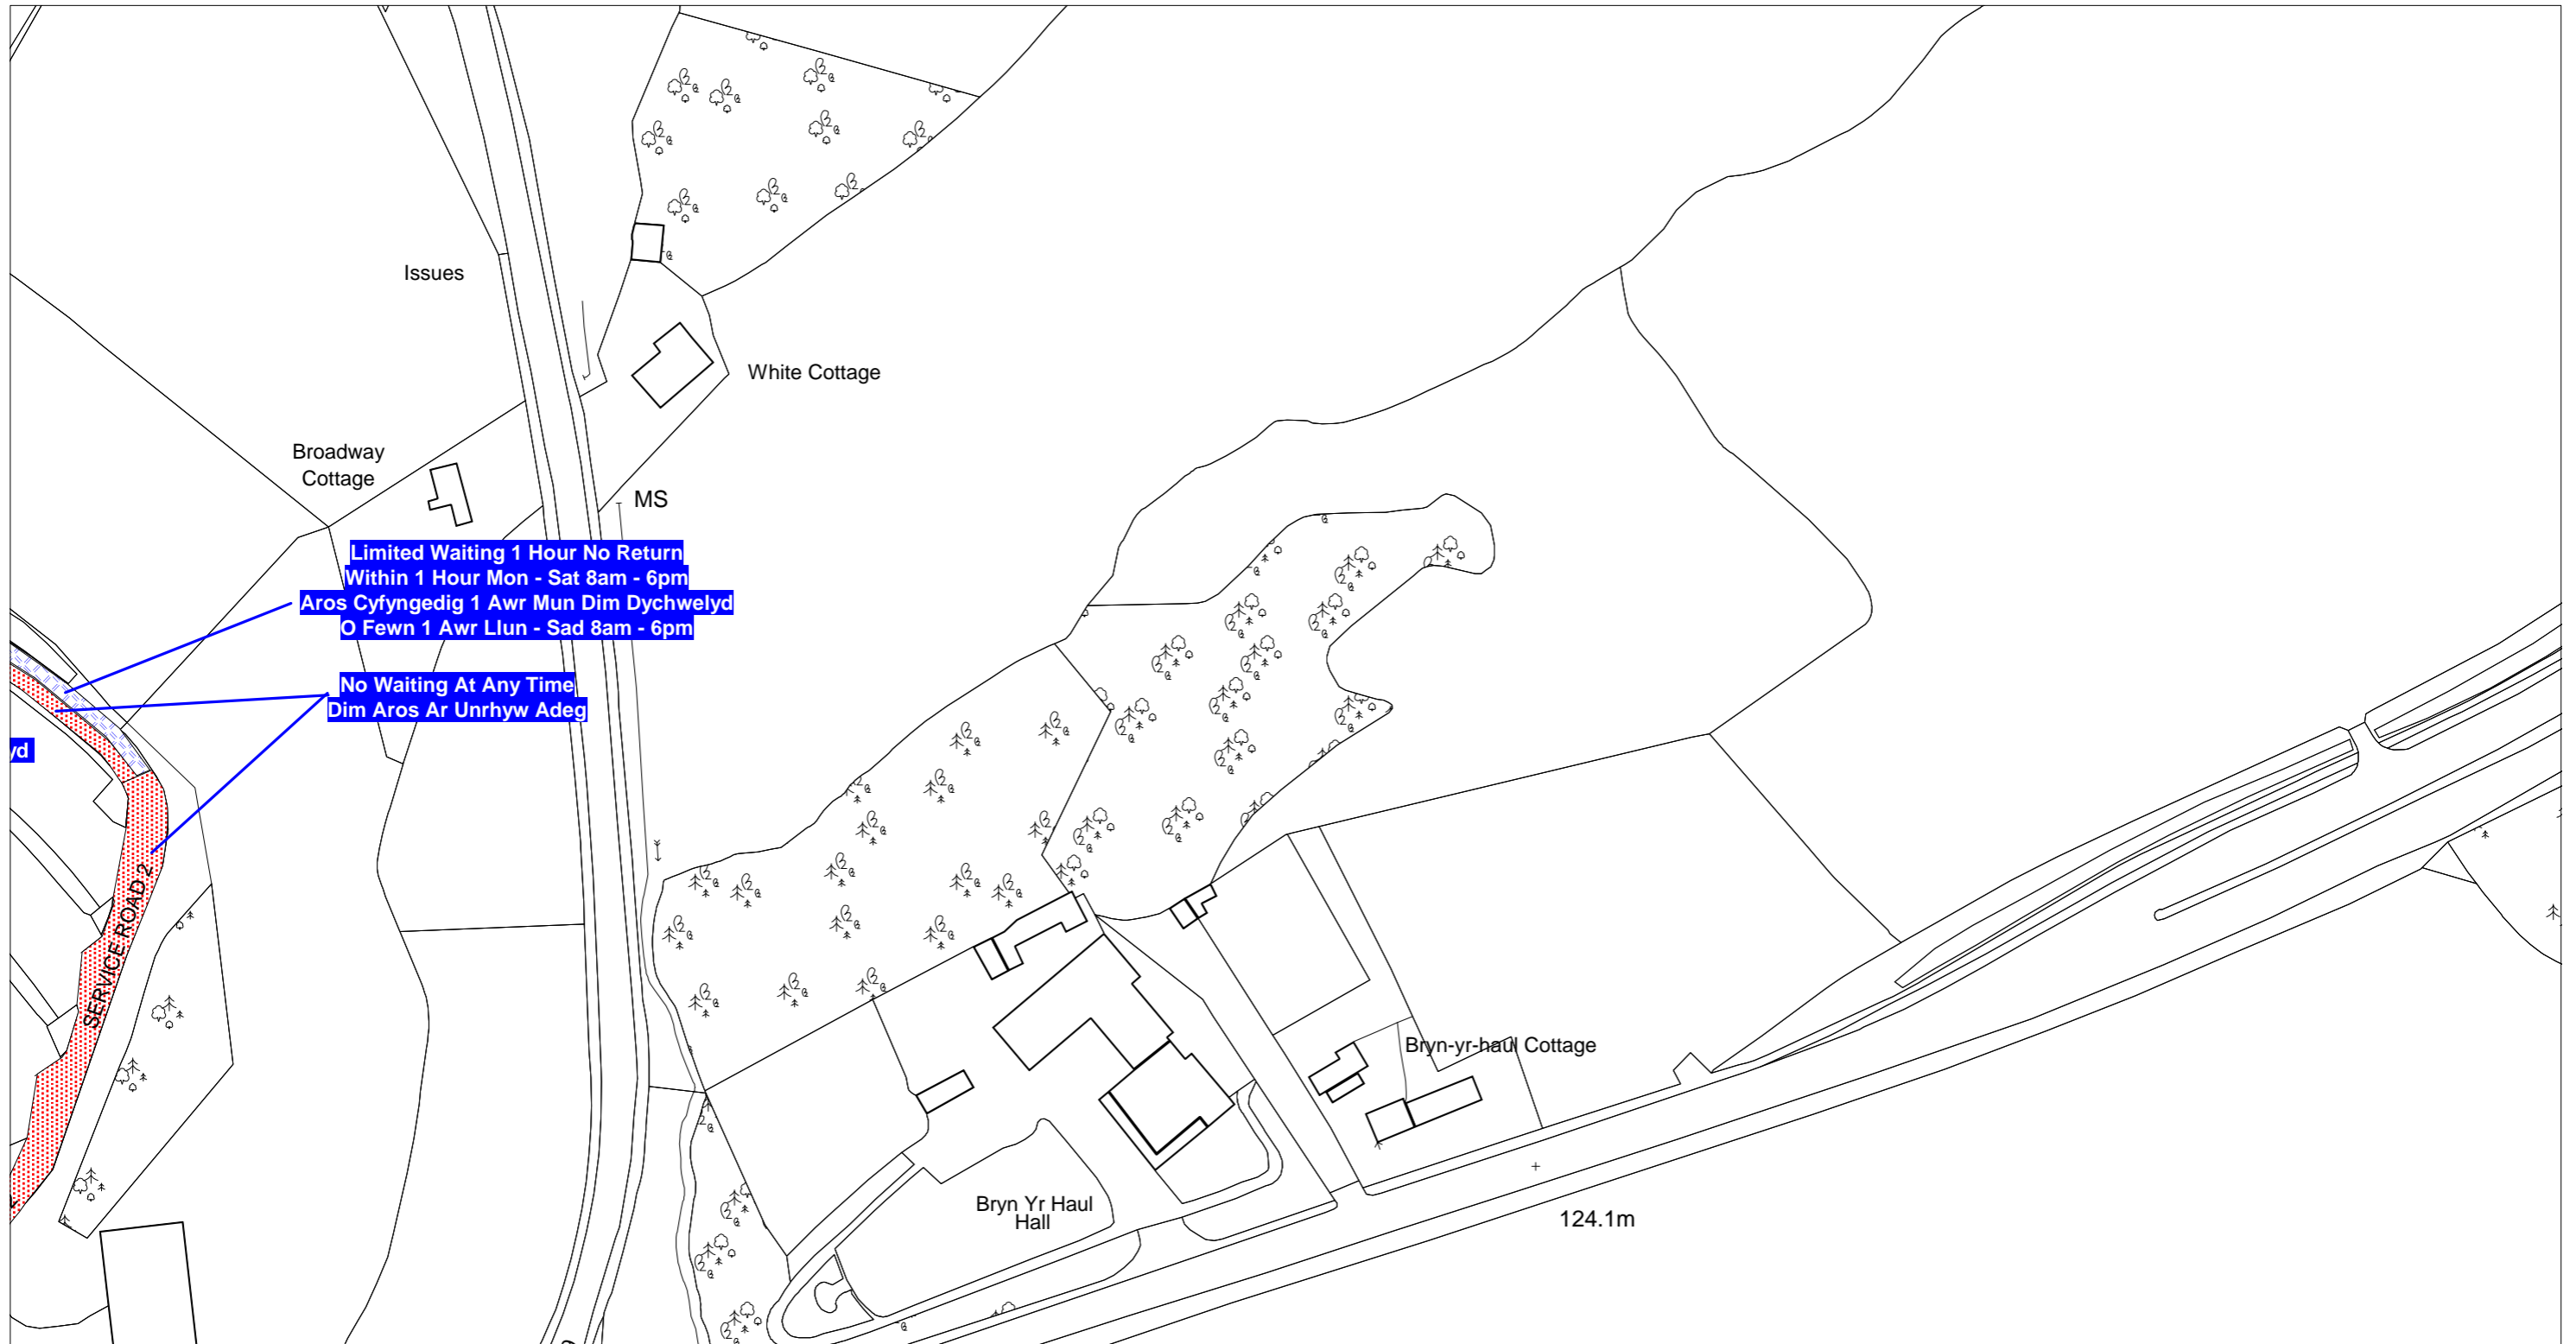 Issues
White Cottage
Broadway
Cottage
MS
Limited Waiting 1 Hour No Return
Within 1 Hour Mon - Sat 8am - 6pm
Aros Cyfyngedig 1 Awr Mun Dim Dychwelyd
O Fewn 1 Awr Llun - Sad 8am - 6pm
No Waiting At Any Time
Dim Aros Ar Unrhyw Adeg
yd
SERVICE ROAD 2
Bryn-yr-haul Cottage
Bryn Yr Haul
Hall
124.1m